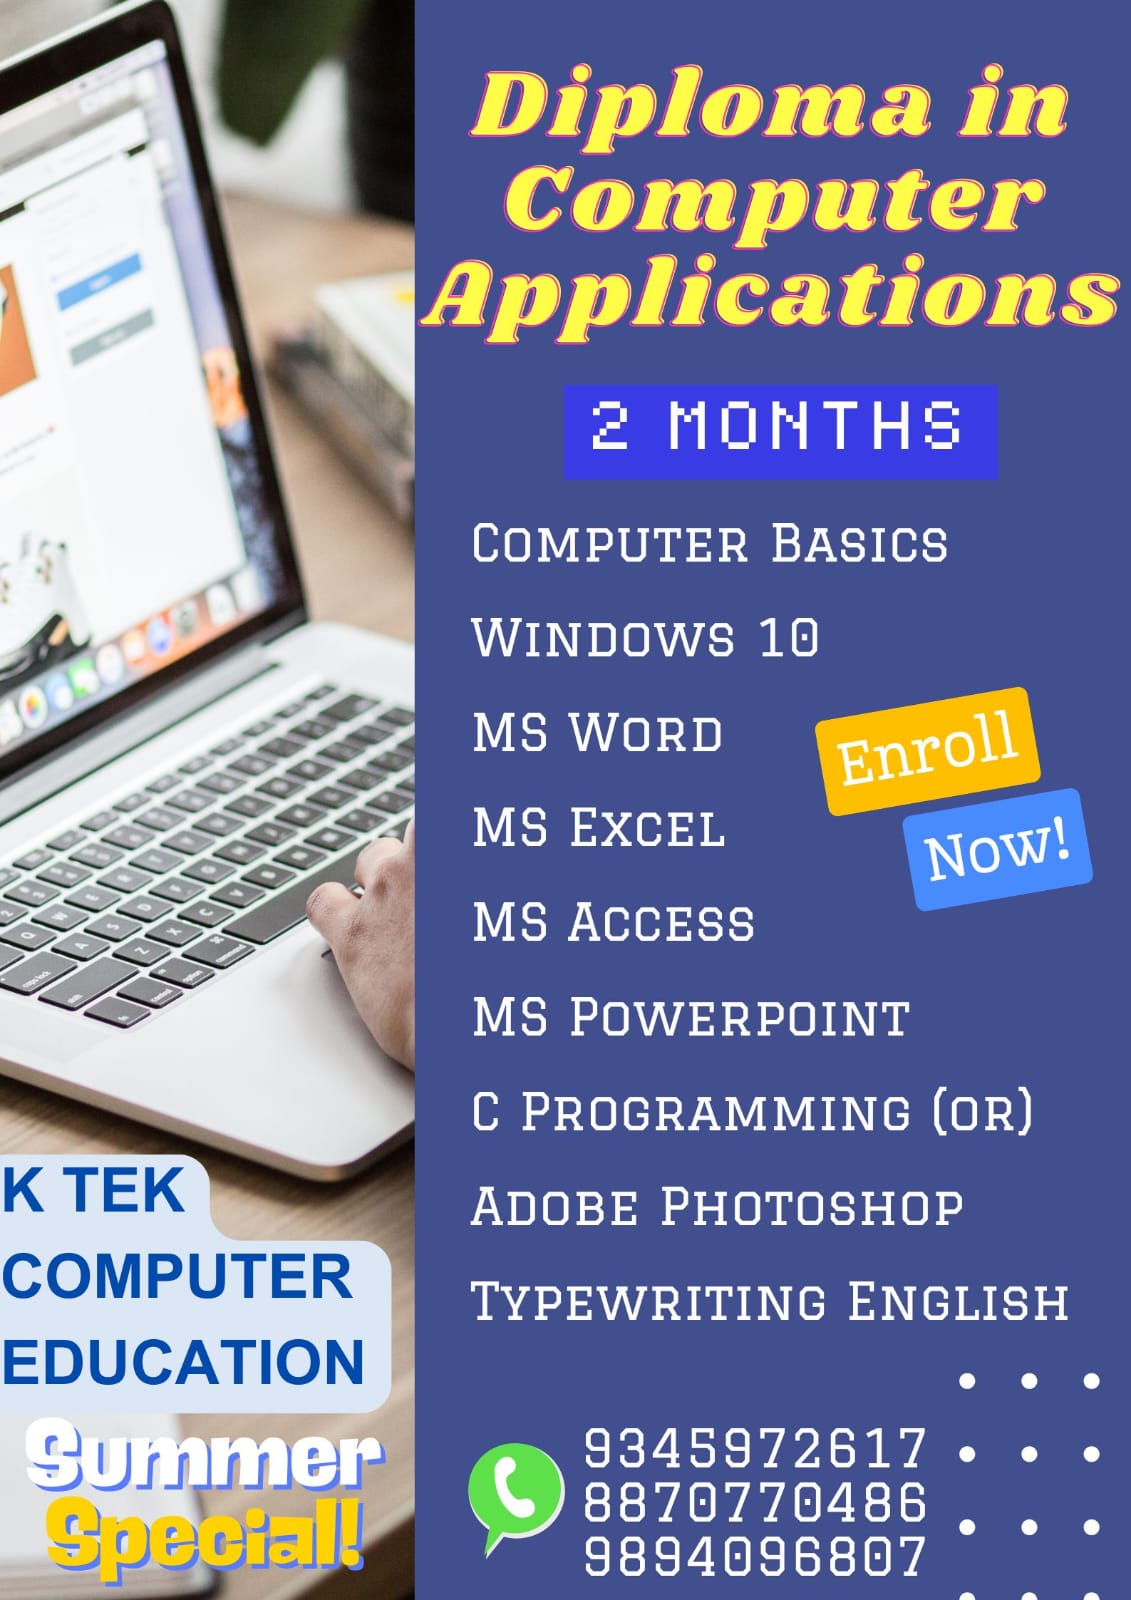 Diploma in
Computer
Applications
2 MONTHS
Computer Basics
Windows 10
MS Word
MS Excel
MS Access
MS Powerpoint
C Programming (or)
Adobe Photoshop
Typewriting English
Enroll
Now!
K TEK
COMPUTER
EDUCATION
Summer
Special!
9345972617
8870770486
9894096807